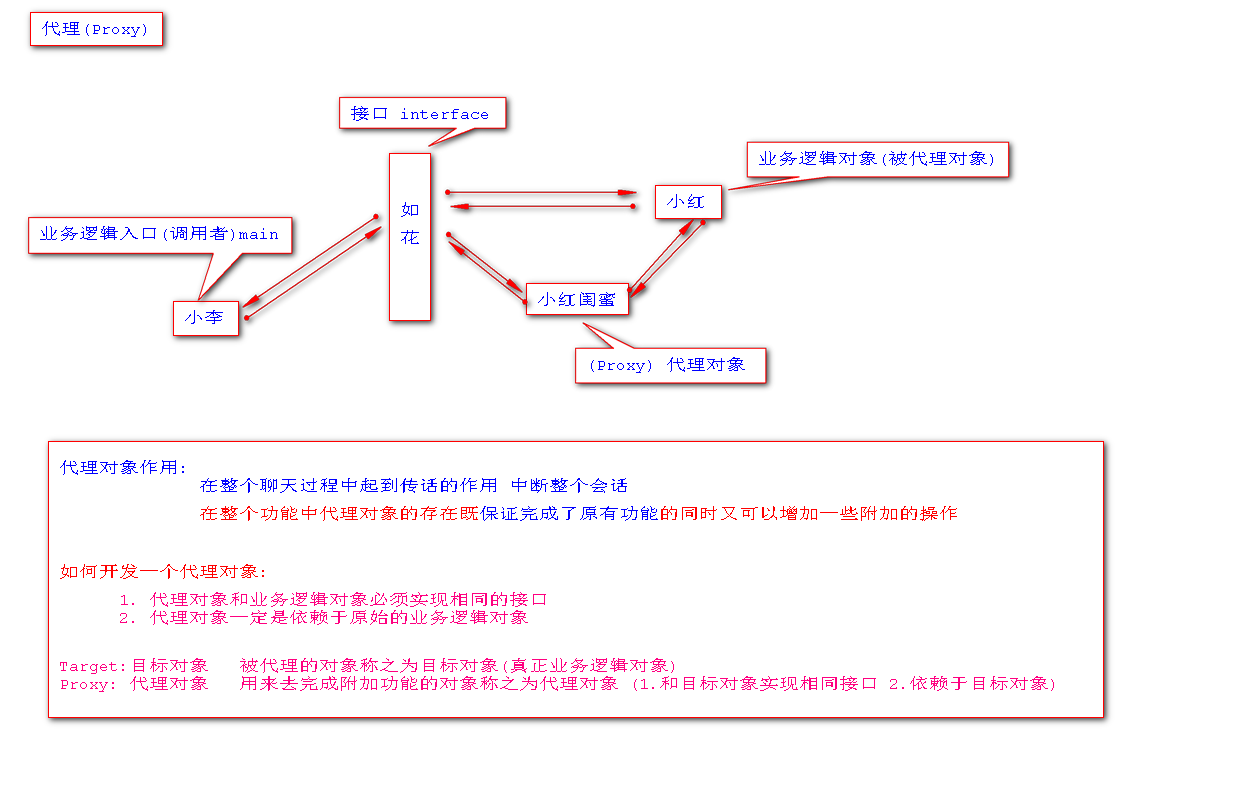 代理(Proxy)
接口 interface
业务逻辑对象(被代理对象)
如
花
小红
业务逻辑入口(调用者)main
小红闺蜜
小李
(Proxy) 代理对象
代理对象作用:
在整个聊天过程中起到传话的作用 中断整个会话
在整个功能中代理对象的存在既保证完成了原有功能的同时又可以增加一些附加的操作
如何开发一个代理对象:
1. 代理对象和业务逻辑对象必须实现相同的接口
2. 代理对象一定是依赖于原始的业务逻辑对象
Target:目标对象 被代理的对象称之为目标对象(真正业务逻辑对象)
Proxy: 代理对象 用来去完成附加功能的对象称之为代理对象 (1.和目标对象实现相同接口 2.依赖于目标对象)